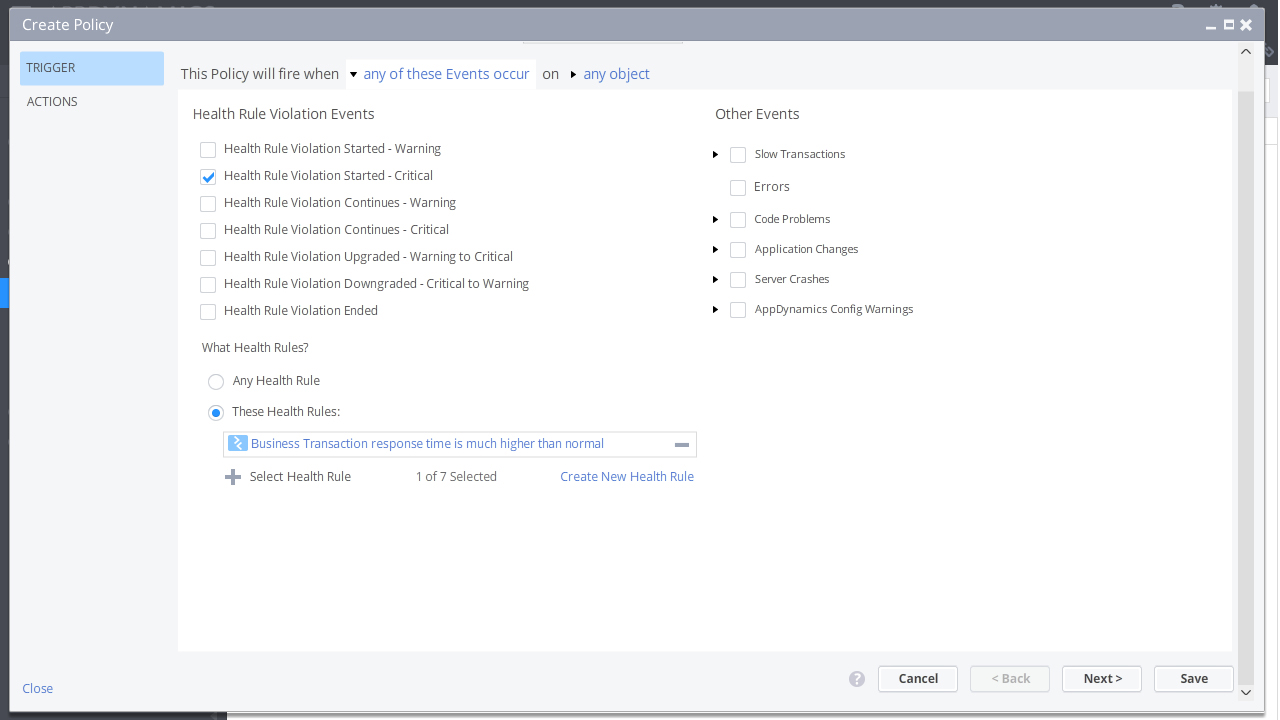 Create Policy
TRIGGER
ACTIONS
This Policy will fire when any of these Events occur on any object
Health Rule Violation Events
Health Rule Violation Started - Warning
Health Rule Violation Started - Critical
Health Rule Violation Continues - Warning
Health Rule Violation Continues - Critical
Health Rule Violation Upgraded - Warning to Critical
Health Rule Violation Downgraded - Critical to Warning
Health Rule Violation Ended
What Health Rules?
Any Health Rule
These Health Rules:
Business Transaction response time is much higher than normal
Select Health Rule 1 of 7 Selected Create New Health Rule
Other Events
Slow Transactions
Errors
Code Problems
Application Changes
Server Crashes
AppDynamics Config Warnings
Close
? Cancel < Back Next > Save